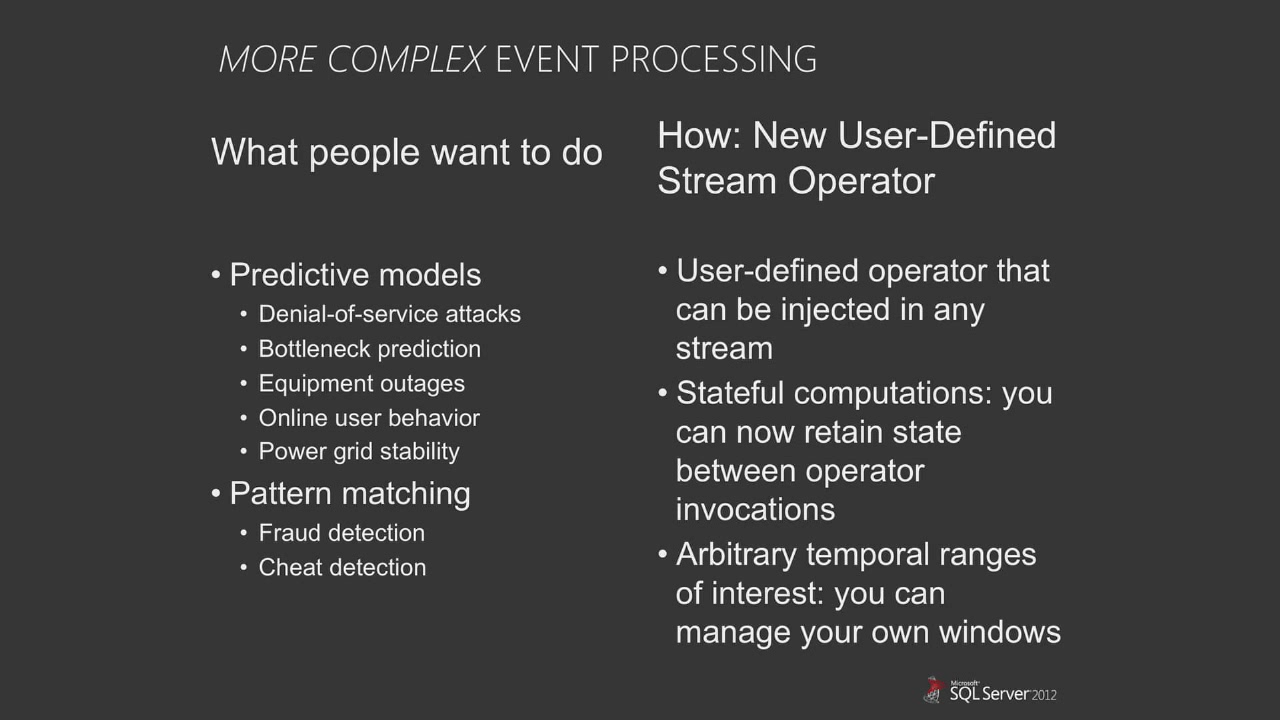 MORE COMPLEX EVENT PROCESSING
What people want to do
• Predictive models
• Denial-of-service attacks
• Bottleneck prediction
• Equipment outages
• Online user behavior
• Power grid stability
• Pattern matching
• Fraud detection
• Cheat detection
How: New User-Defined
Stream Operator
• User-defined operator that
can be injected in any
stream
• Stateful computations: you
can now retain state
between operator
invocations
• Arbitrary temporal ranges
of interest: you can
manage your own windows
Microsoft®
SQL Server 2012